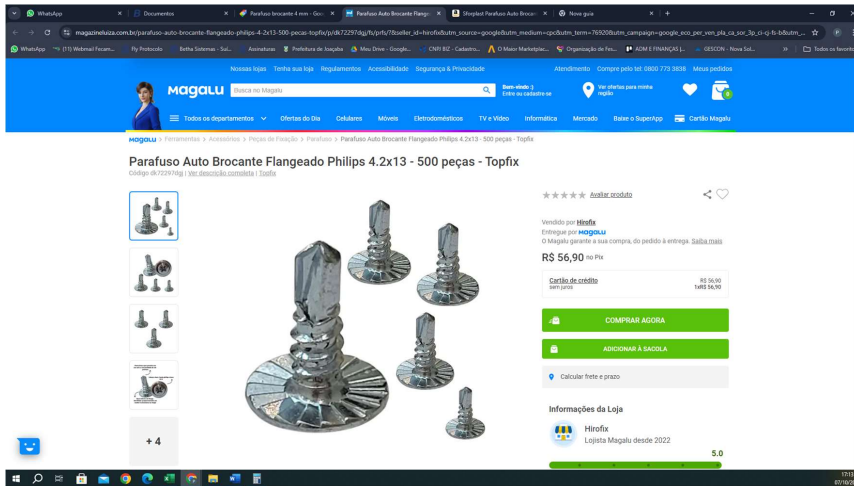 WhatsApp
Documentos
Parafuso brocante 4 mm - Goo
Parafuso Auto Brocante Flange
Sforplast Parafuso Auto Broca
Nova guia
magazineluiza.com.br/parafuso-auto-brocante-flangeado-philips-4-2x13-500-pecas-topfix/p/dk72297dgj/fs/prfs/?&seller_id=hirofix&utm_source=google&utm_medium=cpc&utm_term=76920&utm_campaign=google_eco_per_ven_pla_ca_sor_3p_ci-cj-fs-b&utm_...
WhatsApp
(11) Webmail Fecam...
Fly Protocolo
Betha Sistemas - Sui...
Assinaturas
Prefeitura de Joaçaba
Meu Drive - Google...
CNPJ BIZ - Cadastro...
A O Maior Marketplac...
Organização de Fes...
ADM E FINANÇAS |...
GESCON - Nova Sol...
Todos os favoritos
Nossas lojas Tenha sua loja Regulamentos Acessibilidade Segurança & Privacidade
Atendimento Compre pelo tel: 0800 773 3838 Meus pedidos
Magalu
Busca no Magalu
Bem-vindo :)
Entre ou cadastre-se
Ver ofertas para minha
região
0
Todos os departamentos Ofertas do Dia Celulares Móveis Eletrodomésticos TV e Vídeo Informática Mercado Baixe o SuperApp Cartão Magalu
Magalu > Ferramentas > Acessórios > Peças de Fixação > Parafuso > Parafuso Auto Brocante Flangeado Philips 4.2x13 - 500 peças - Topfix
Parafuso Auto Brocante Flangeado Philips 4.2x13 - 500 peças - Topfix
Código dk72297dgj | Ver descrição completa | Topfix
Avaliar produto
Vendido por Hirofix
Entregue por Magalu
O Magalu garante a sua compra, do pedido à entrega. Saiba mais
R$ 56,90 no Pix
Cartão de crédito
sem juros
R$ 56,90
1xR$ 56,90
COMPRAR AGORA
ADICIONAR À SACOLA
Calcular frete e prazo
Informações da Loja
Hirofix
Lojista Magalu desde 2022
5.0
+ 4
17:13